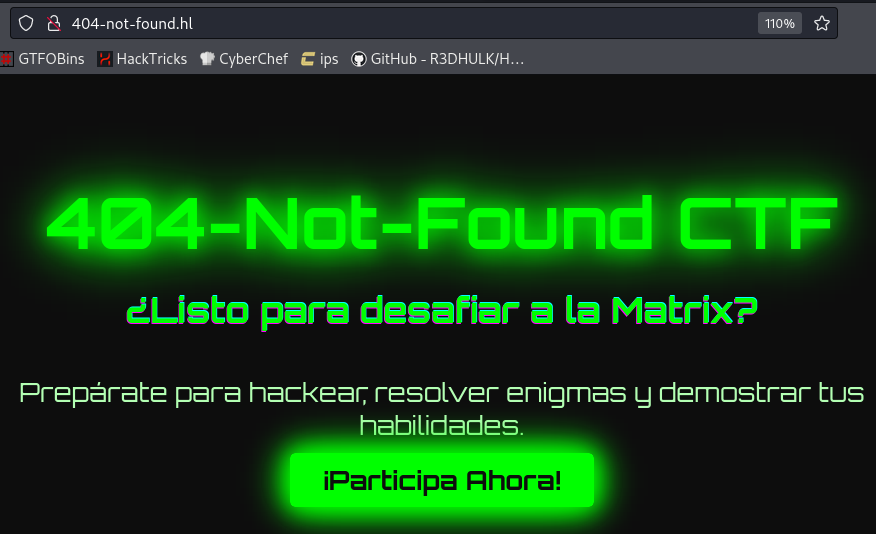 404-not-found.hl
110%
GTFOBins HackTricks CyberChef ips GitHub - R3DHULK/H...
404-Not-Found CTF
¿Listo para desafiar a la Matrix?
Prepárate para hackear, resolver enigmas y demostrar tus
habilidades.
¡Participa Ahora!